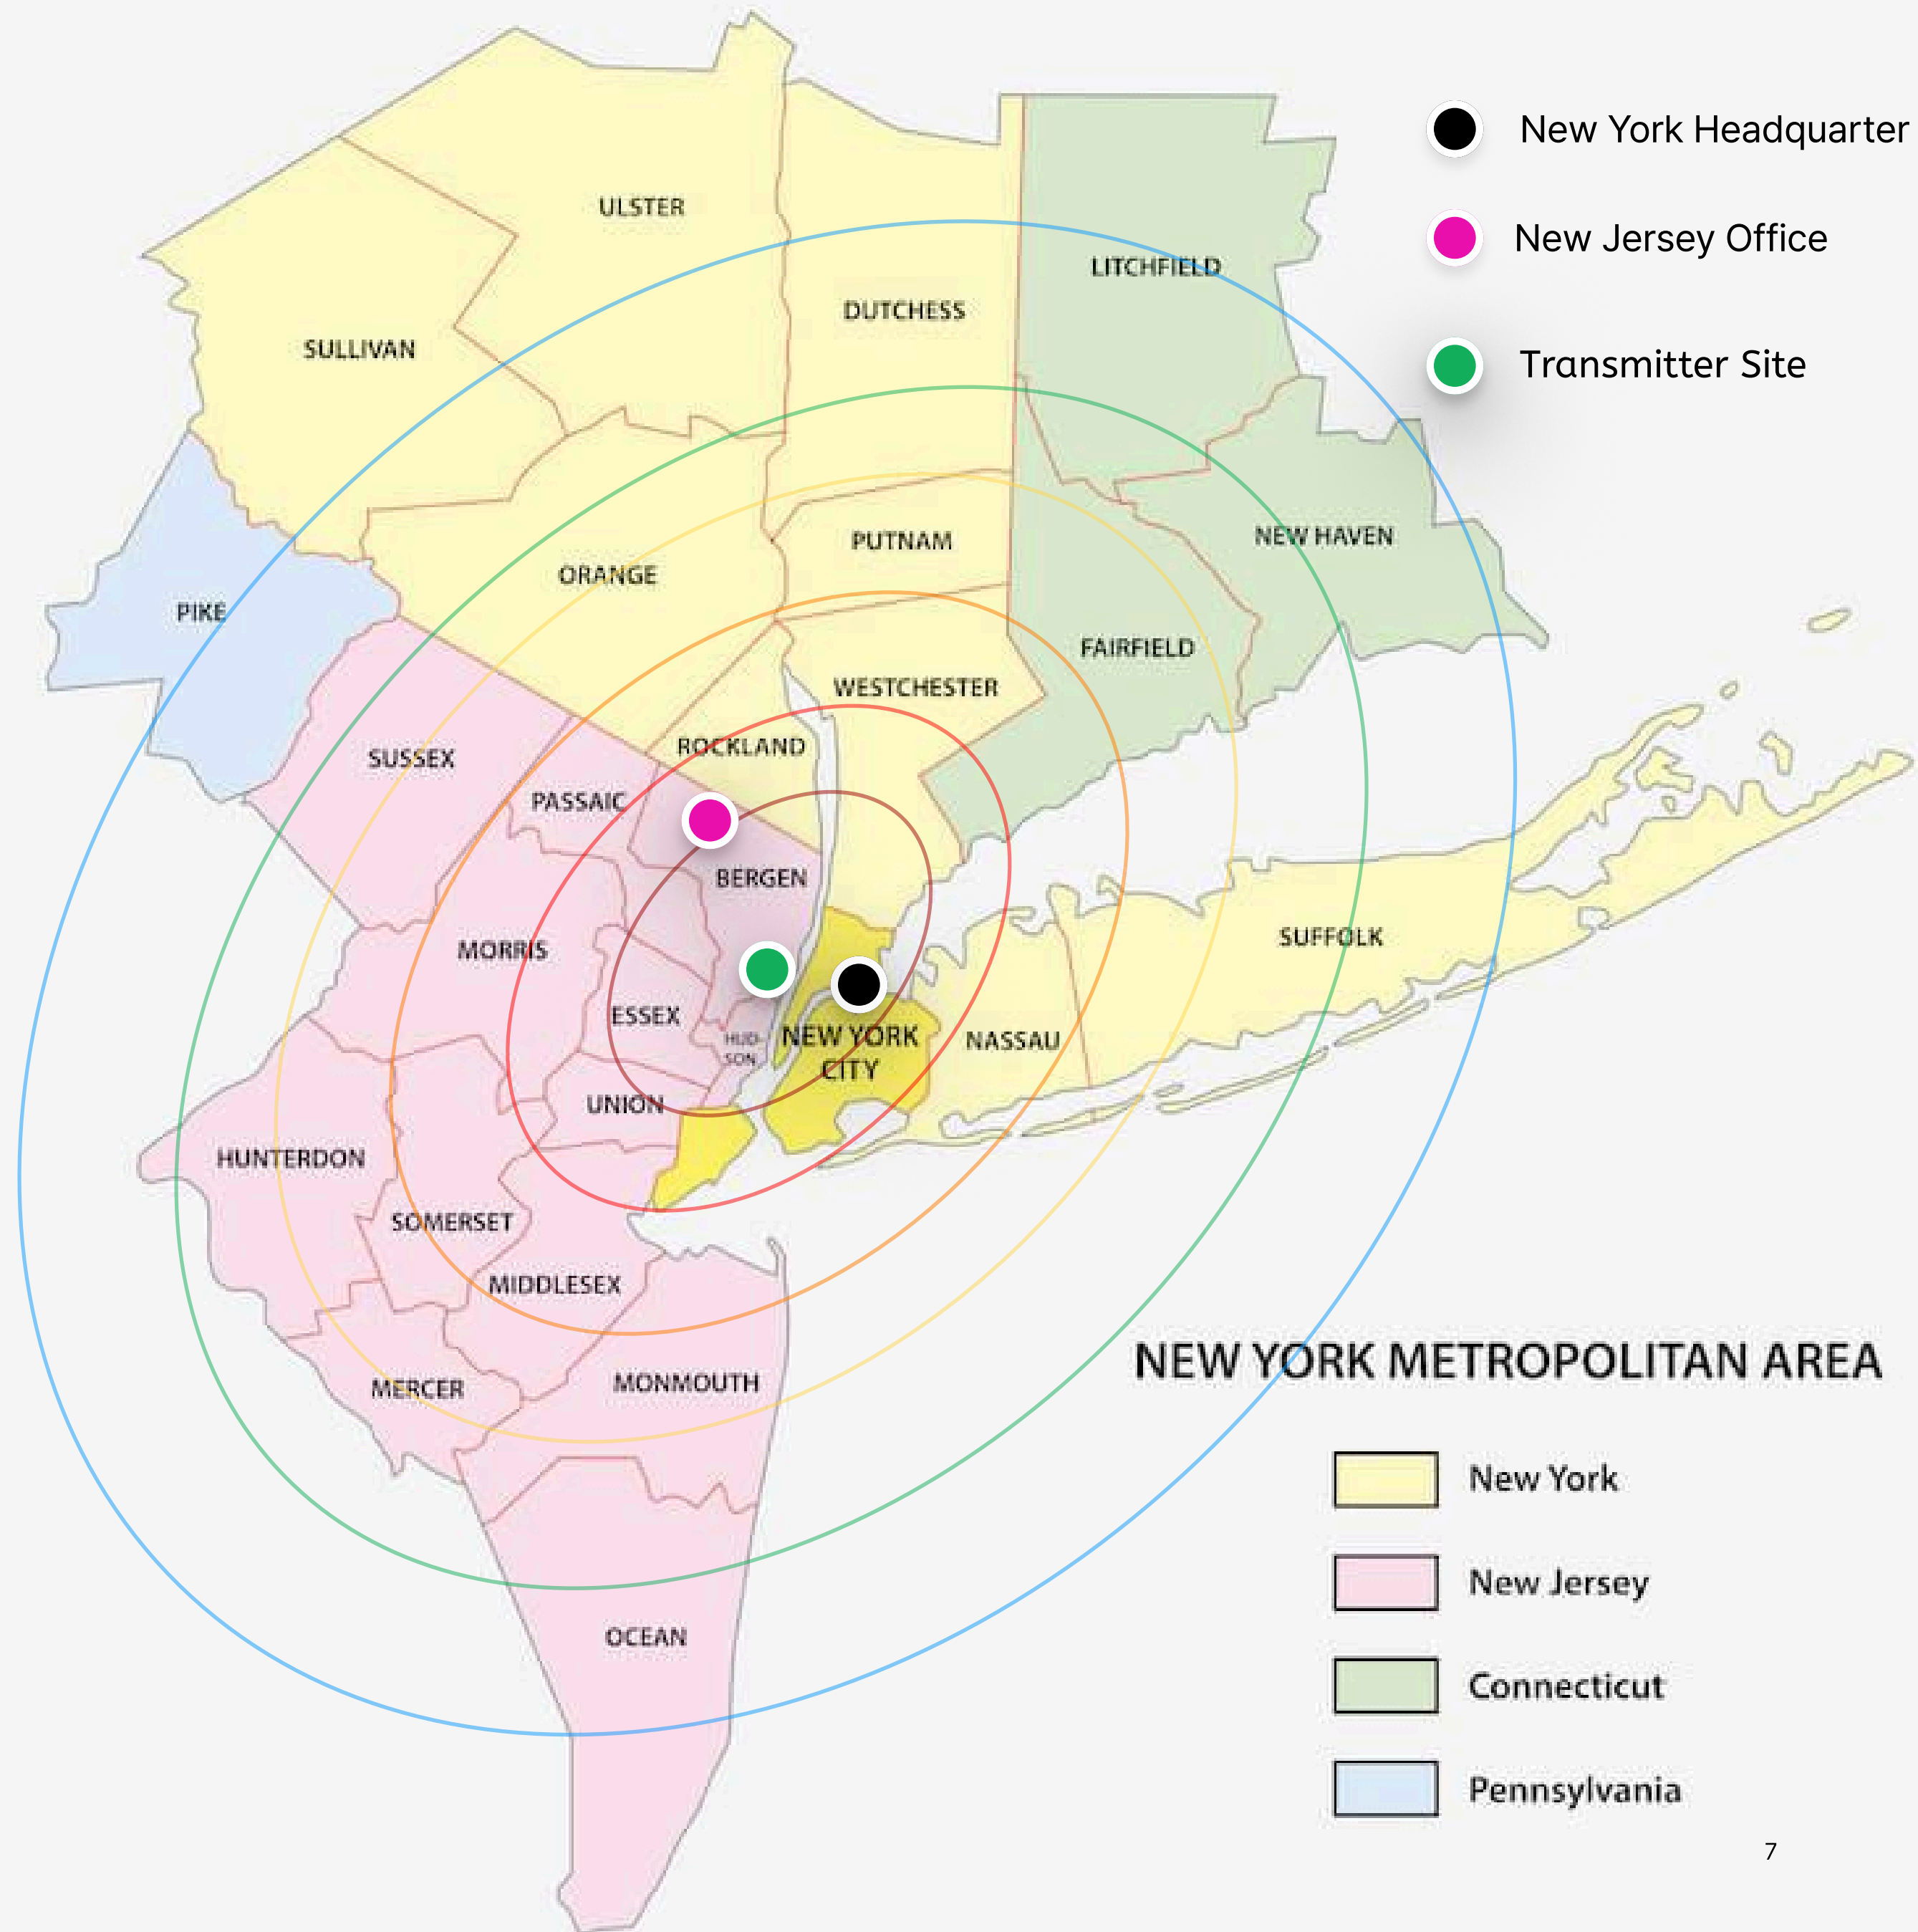 New York Headquarter
ULSTER
New Jersey Office
LITCHFIELD
DUTCHESS
SULLIVAN
Transmitter Site
NEW HAVEN
PUTNAM
ORANGE
PIKE
FAIRFIELD
WESTCHESTER
ROCKLAND
SUSSEX
PASSAIC
BERGEN
SUFFOLK
MORRIS
ESSEX
HUD-
SON
NEW YORK
CITY
NASSAU
UNION
HUNTERDON
SOMERSET
MIDDLESEX
MERCER
MONMOUTH
NEW YORK METROPOLITAN AREA
New York
New Jersey
OCEAN
Connecticut
Pennsylvania
7